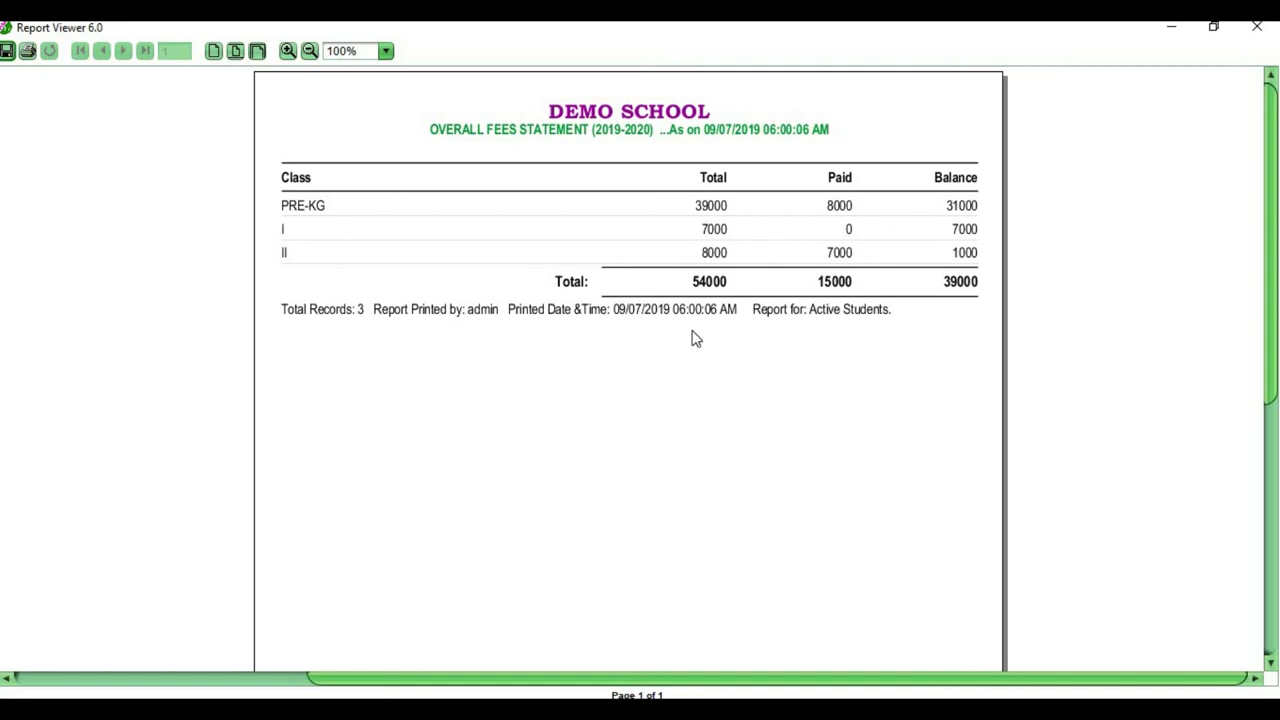 Report Viewer 6.0
1
100%
DEMO SCHOOL
OVERALL FEES STATEMENT (2019-2020) ...As on 09/07/2019 06:00:06 AM
Class Total Paid Balance
PRE-KG 39000 8000 31000
I 7000 0 7000
II 8000 7000 1000
Total: 54000 15000 39000
Total Records: 3 Report Printed by: admin Printed Date &Time: 09/07/2019 06:00:06 AM Report for: Active Students.
Page 1 of 1